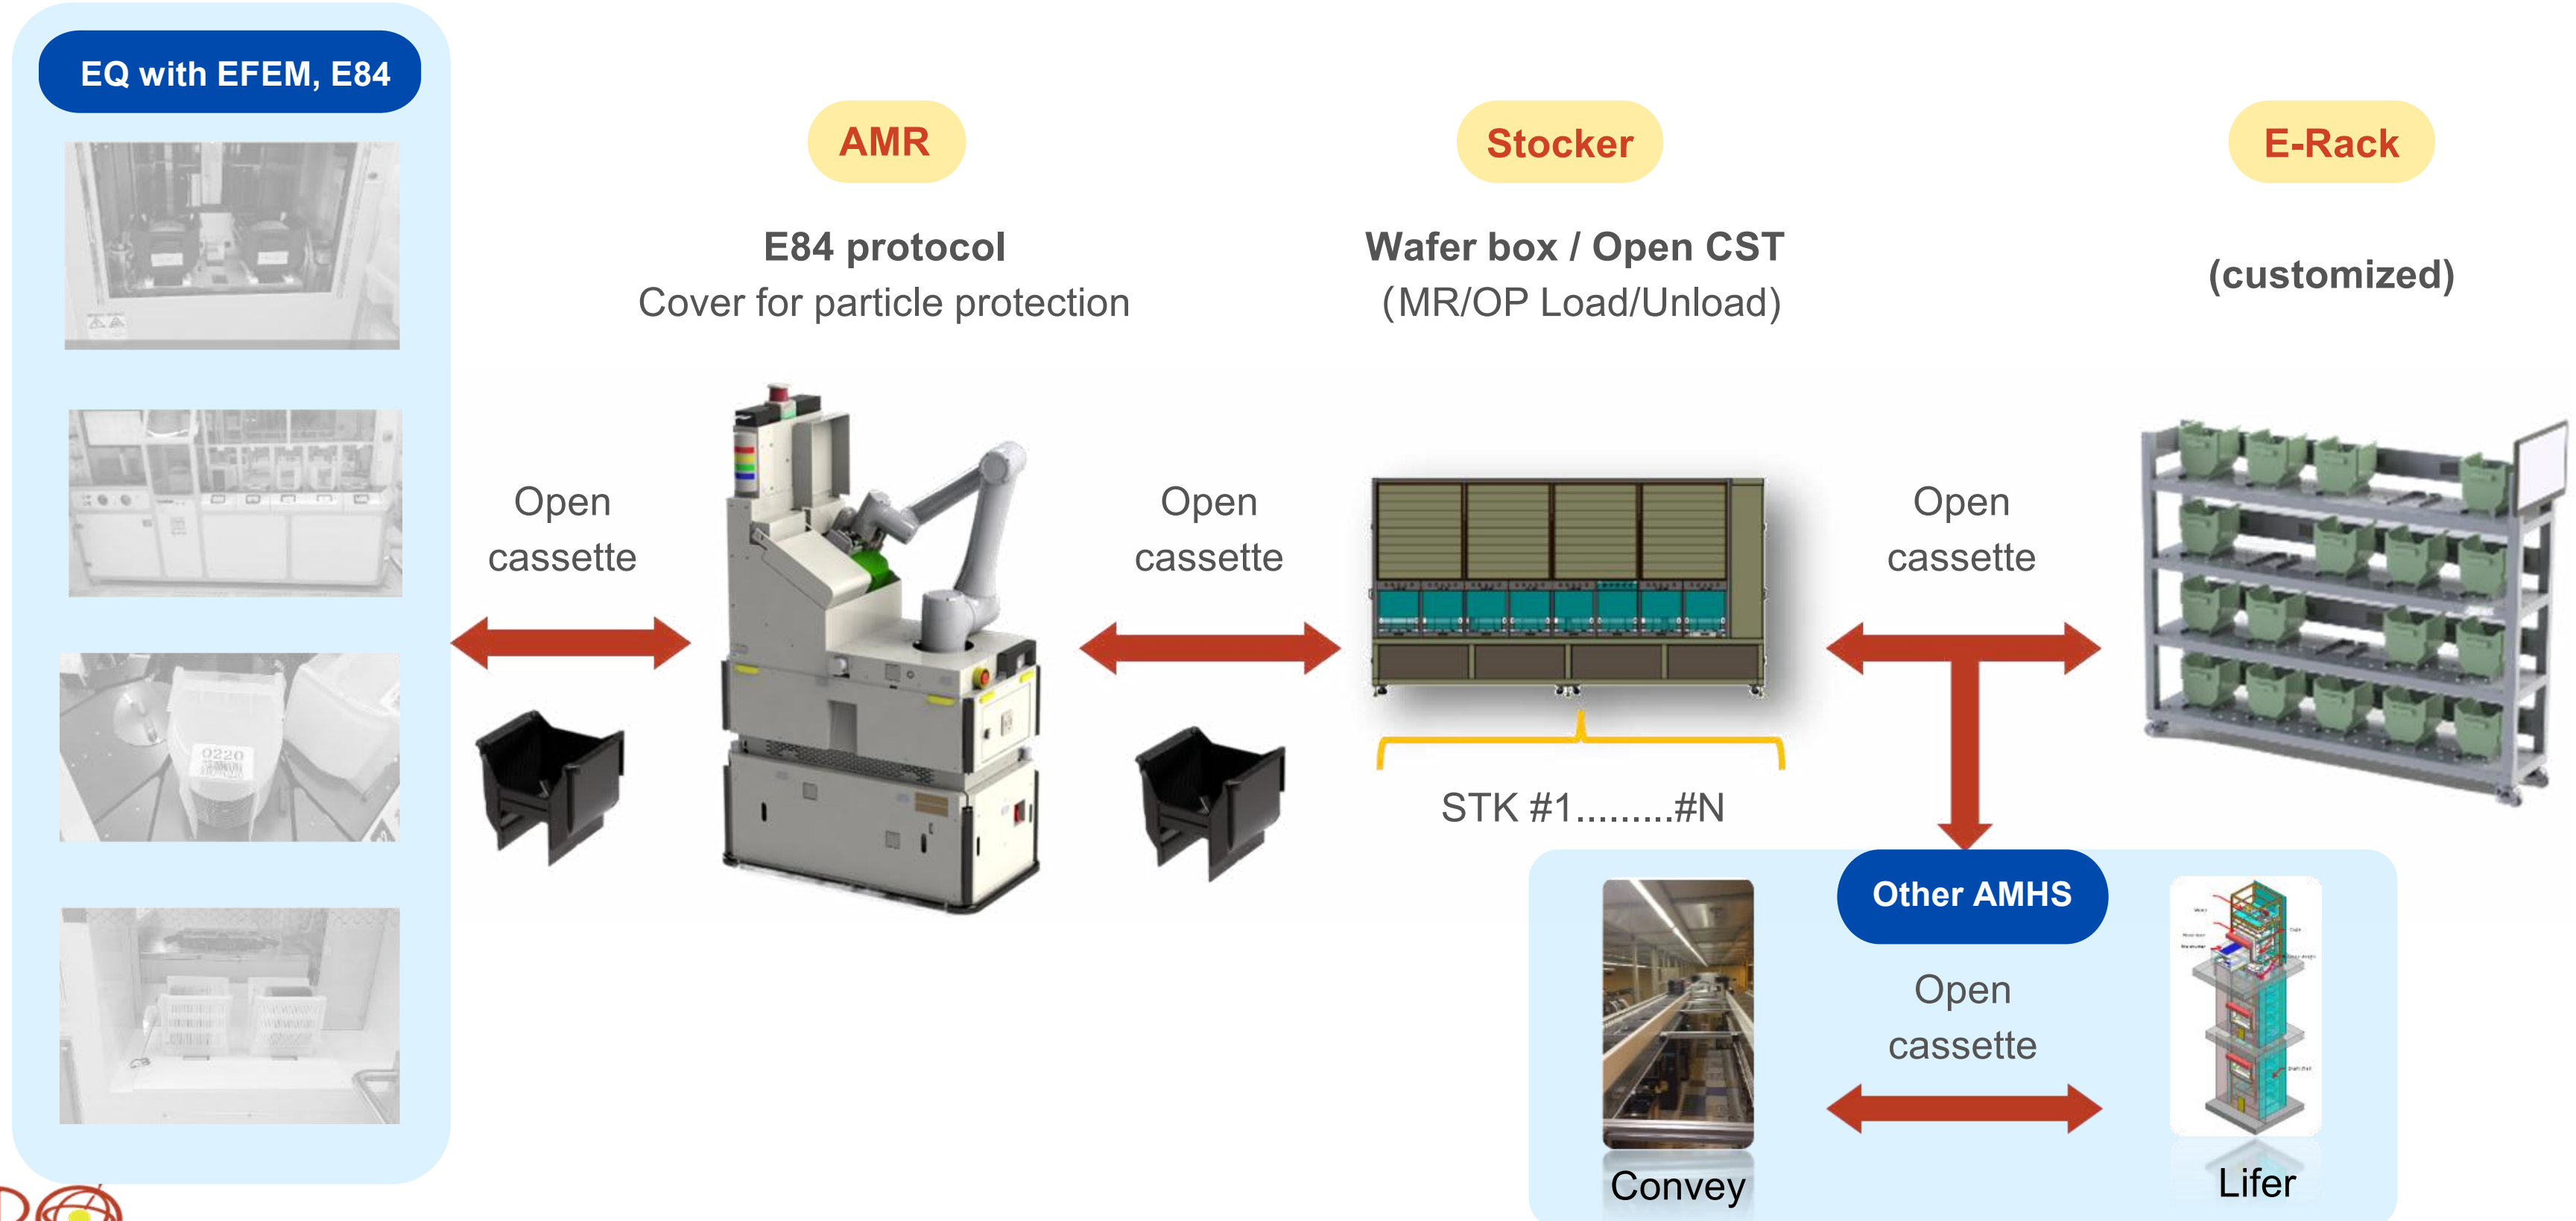 EQ with EFEM, E84
AMR
E84 protocol
Cover for particle protection
Stocker
Wafer box / Open CST
(MR/OP Load/Unload)
E-Rack
(customized)
Open
cassette
Open
cassette
Open
cassette
0220
STK #1.........#N
Other AMHS
Open
cassette
Convey
Lifer